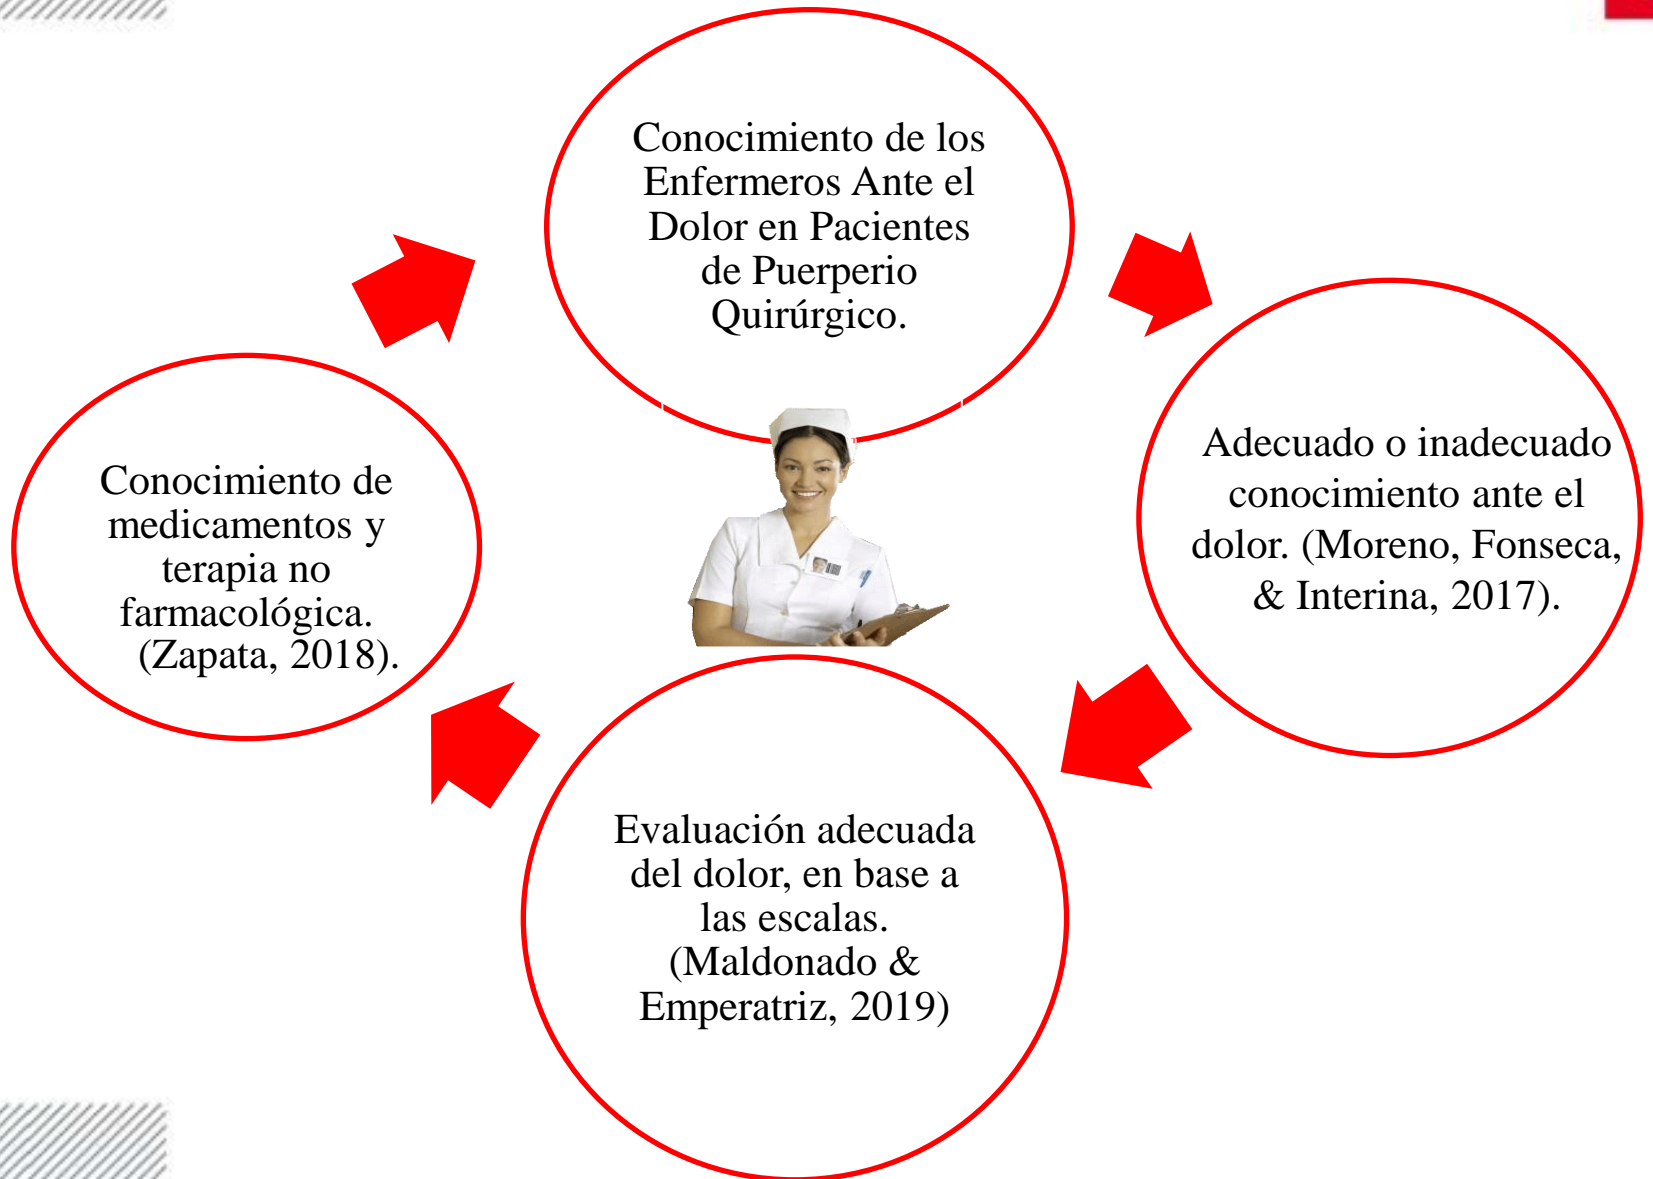 Conocimiento de los
Enfermeros Ante el
Dolor en Pacientes
de Puerperio
Quirúrgico.
Adecuado o inadecuado
conocimiento ante el
dolor. (Moreno, Fonseca,
& Interina, 2017).
Evaluación adecuada
del dolor, en base a
las escalas.
(Maldonado &
Emperatriz, 2019)
Conocimiento de
medicamentos y
terapia no
farmacológica.
(Zapata, 2018).